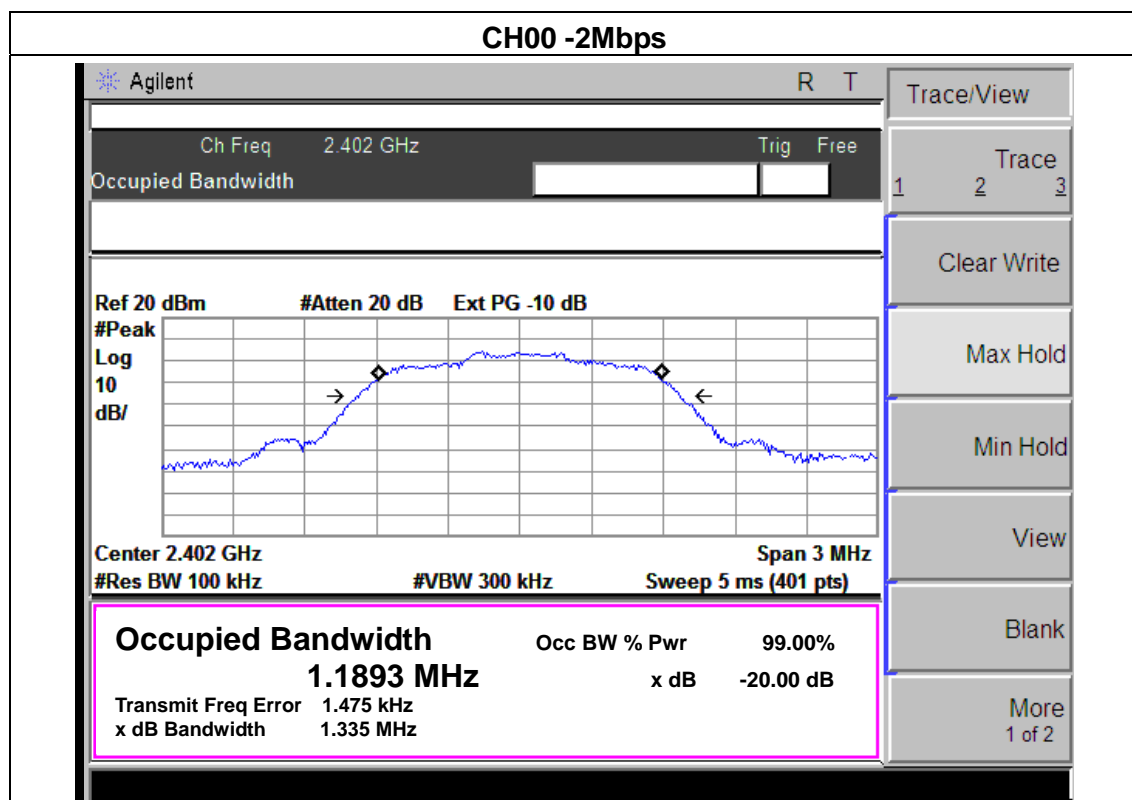 CH00 -2Mbps
Agilent R T
Trace/View
Ch Freq 2.402 GHz Trig Free
Occupied Bandwidth
Trace
1 2 3
Clear Write
Ref 20 dBm #Atten 20 dB Ext PG -10 dB
#Peak
Log
10
dB/
Max Hold
Min Hold
View
Center 2.402 GHz Span 3 MHz
#Res BW 100 kHz #VBW 300 kHz Sweep 5 ms (401 pts)
Blank
Occupied Bandwidth Occ BW % Pwr 99.00%
1.1893 MHz x dB -20.00 dB
Transmit Freq Error 1.475 kHz
x dB Bandwidth 1.335 MHz
More
1 of 2